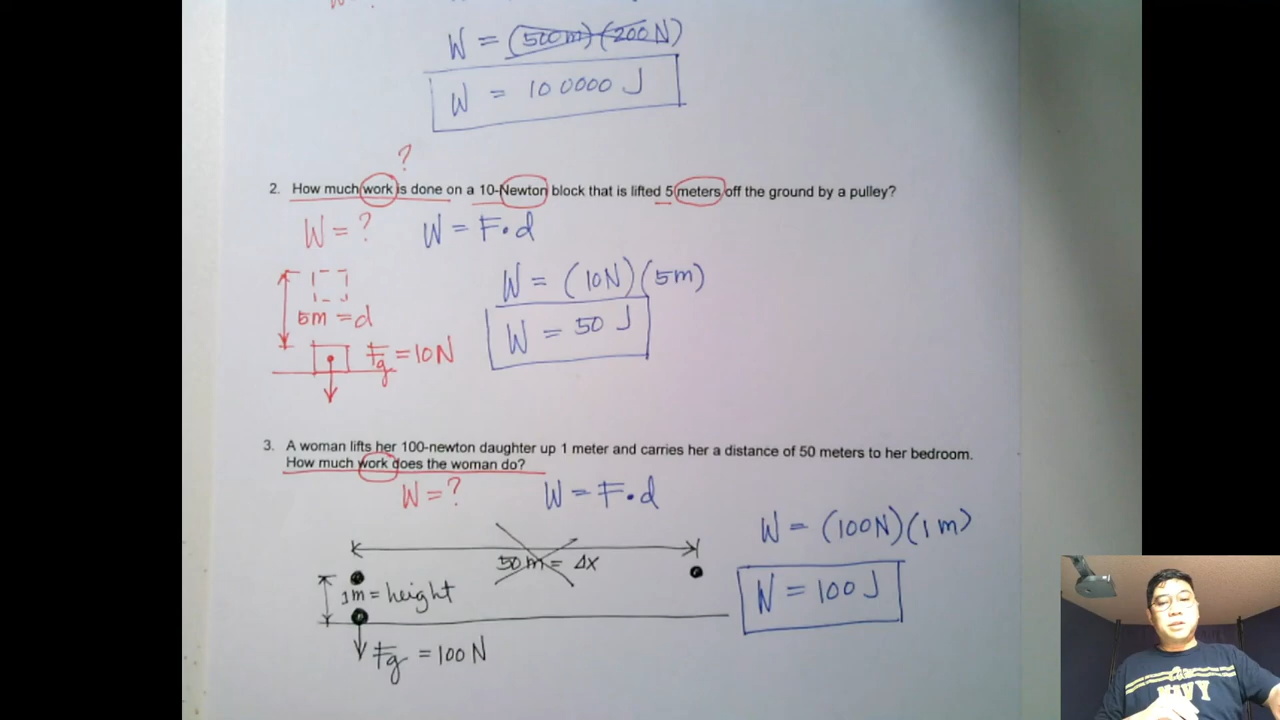 W = (500m)(200N)
W = 100000 J
?
2. How much work is done on a 10-Newton block that is lifted 5 meters off the ground by a pulley?
W = ? W = F·d
W = (10N)(5m)
5m = d
W = 50 J
Fg = 10N
3. A woman lifts her 100-newton daughter up 1 meter and carries her a distance of 50 meters to her bedroom.
How much work does the woman do?
W = ? W = F·d
W = (100N)(1m)
50m = Δx
1m = height
W = 100 J
Fg = 100 N
NAVY